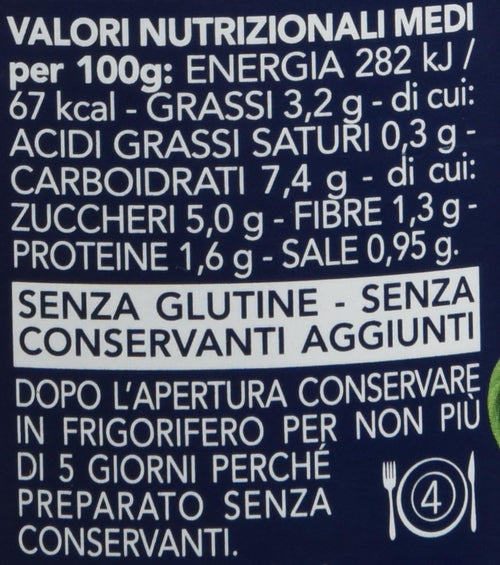 VALORI NUTRIZIONALI MEDI
per 100g: ENERGIA 282 kJ /
67 kcal - GRASSI 3,2 g - di cui:
ACIDI GRASSI SATURI 0,3 g -
CARBOIDRATI 7,4 g - di cui:
ZUCCHERI 5,0 g - FIBRE 1,3 g -
PROTEINE 1,6 g - SALE 0,95 g.
SENZA GLUTINE - SENZA
CONSERVANTI AGGIUNTI
DOPO L'APERTURA CONSERVARE
IN FRIGORIFERO PER NON PIÙ
DI 5 GIORNI PERCHÉ
PREPARATO SENZA
CONSERVANTI.
4